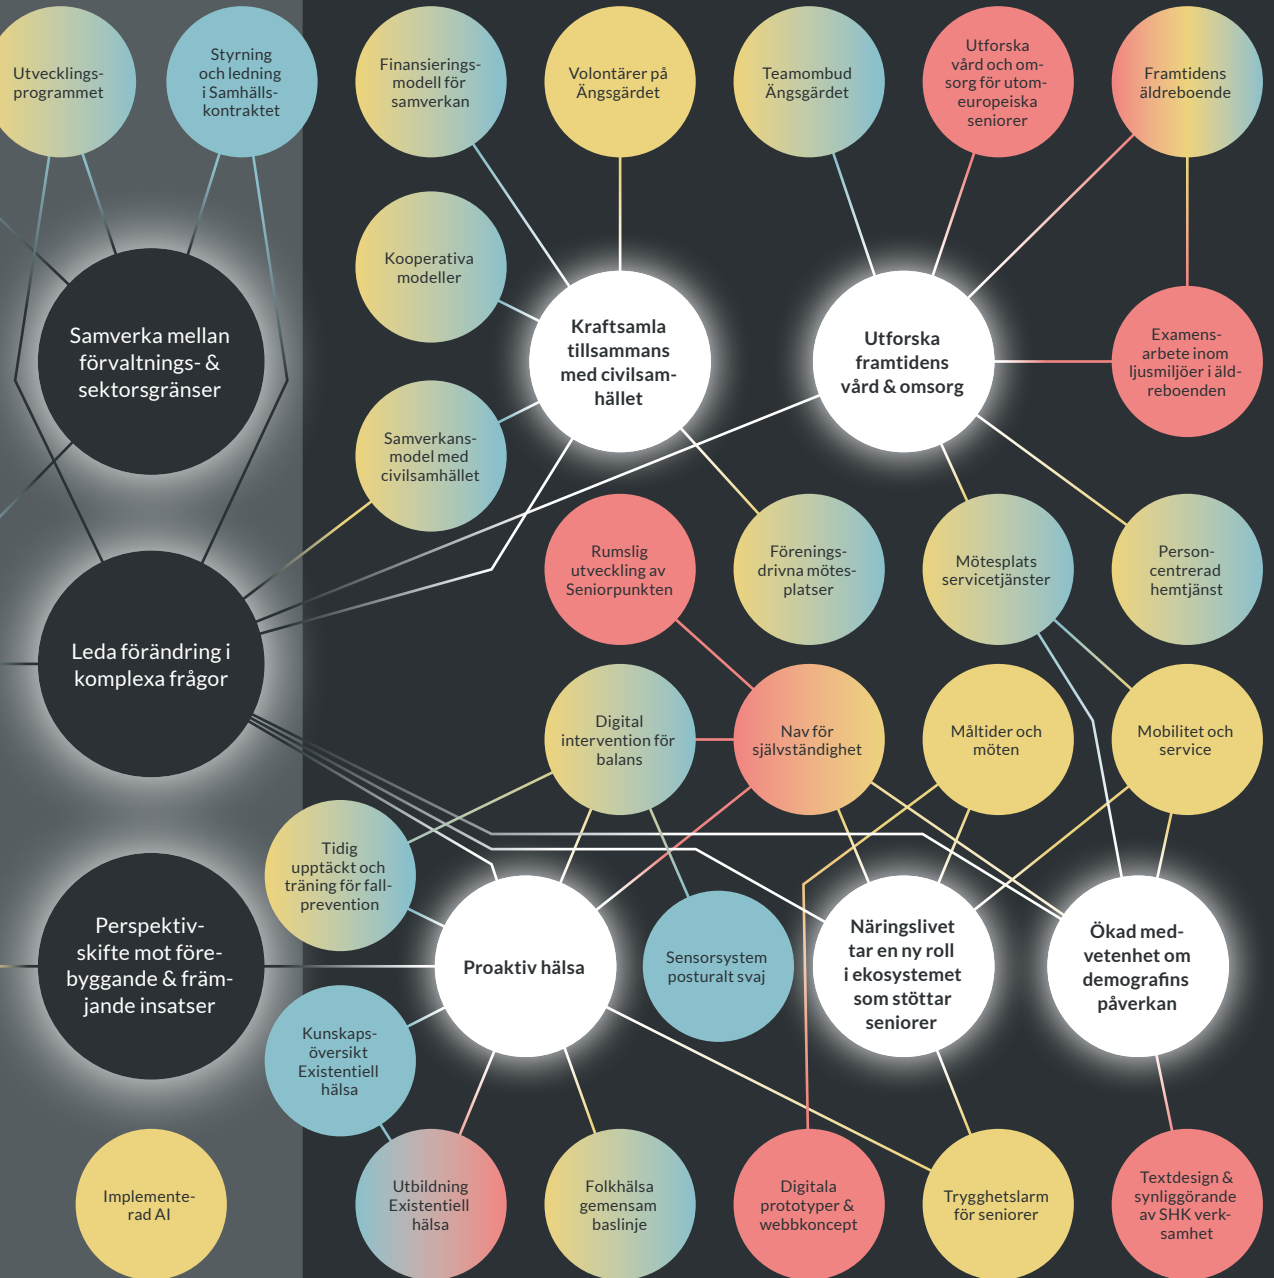 Utvecklings-
programmet
Styrning
och ledning
i Samhälls-
kontraktet
Finansierings-
modell för
samverkan
Volontärer på
Ängsgärdet
Teamombud
Ängsgärdet
Utforska
vård och om-
sorg för utom-
europeiska
seniorer
Framtidens
äldreboende
Kooperativa
modeller
Samverka mellan
förvaltnings- &
sektorsgränser
Kraftsamla
tillsammans
med civilsam-
hället
Utforska
framtidens
vård & omsorg
Examens-
arbete inom
ljusmiljöer i äld-
reboenden
Samverkans-
model med
civilsamhället
Rumslig
utveckling av
Seniorpunkten
Förenings-
drivna mötes-
platser
Mötesplats
servicetjänster
Person-
centrerad
hemtjänst
Leda förändring i
komplexa frågor
Digital
intervention för
balans
Nav för
självständighet
Måltider och
möten
Mobilitet och
service
Tidig
upptäckt och
träning för fall-
prevention
Perspektiv-
skifte mot före-
byggande & främ-
jande insatser
Proaktiv hälsa
Sensorsystem
posturalt svaj
Näringslivet
tar en ny roll
i ekosystemet
som stöttar
seniorer
Ökad med-
vetenhet om
demografins
påverkan
Kunskaps-
översikt
Existentiell
hälsa
Implemente-
rad AI
Utbildning
Existentiell
hälsa
Folkhälsa
gemensam
baslinje
Digitala
prototyper &
webbkoncept
Trygghetslarm
för seniorer
Textdesign &
synliggörande
av SHK verk-
samhet